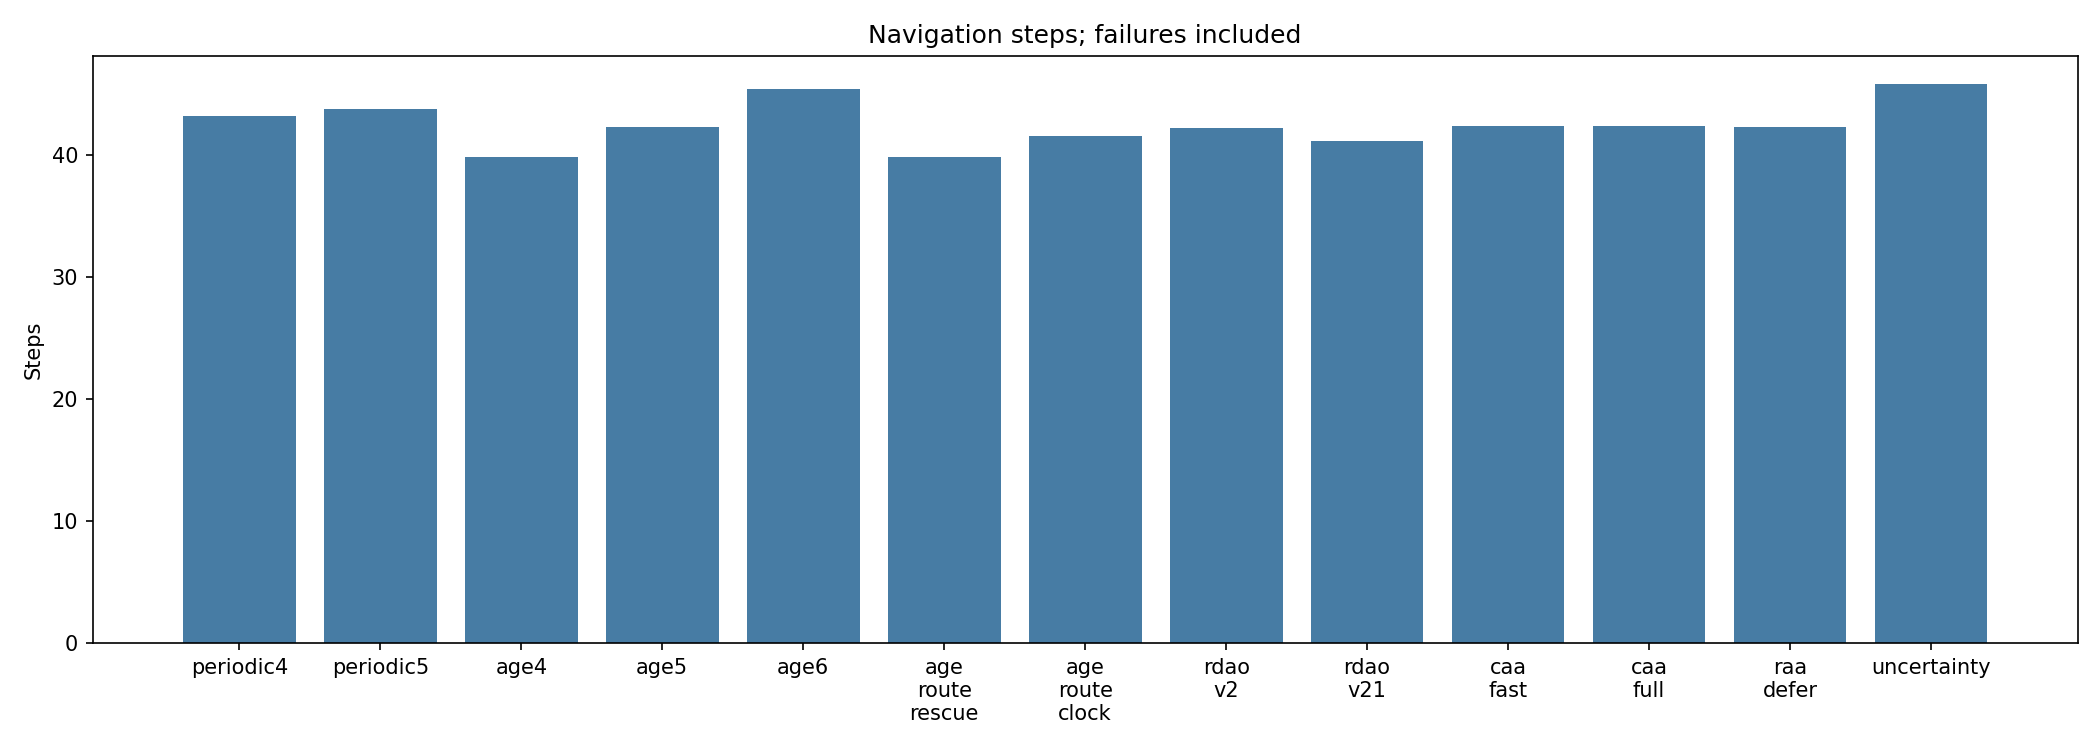 Navigation steps; failures included
Steps
40
30
20
10
0
periodic4
periodic5
age4
age5
age6
age
route
rescue
age
route
clock
rdao
v2
rdao
v21
caa
fast
caa
full
raa
defer
uncertainty